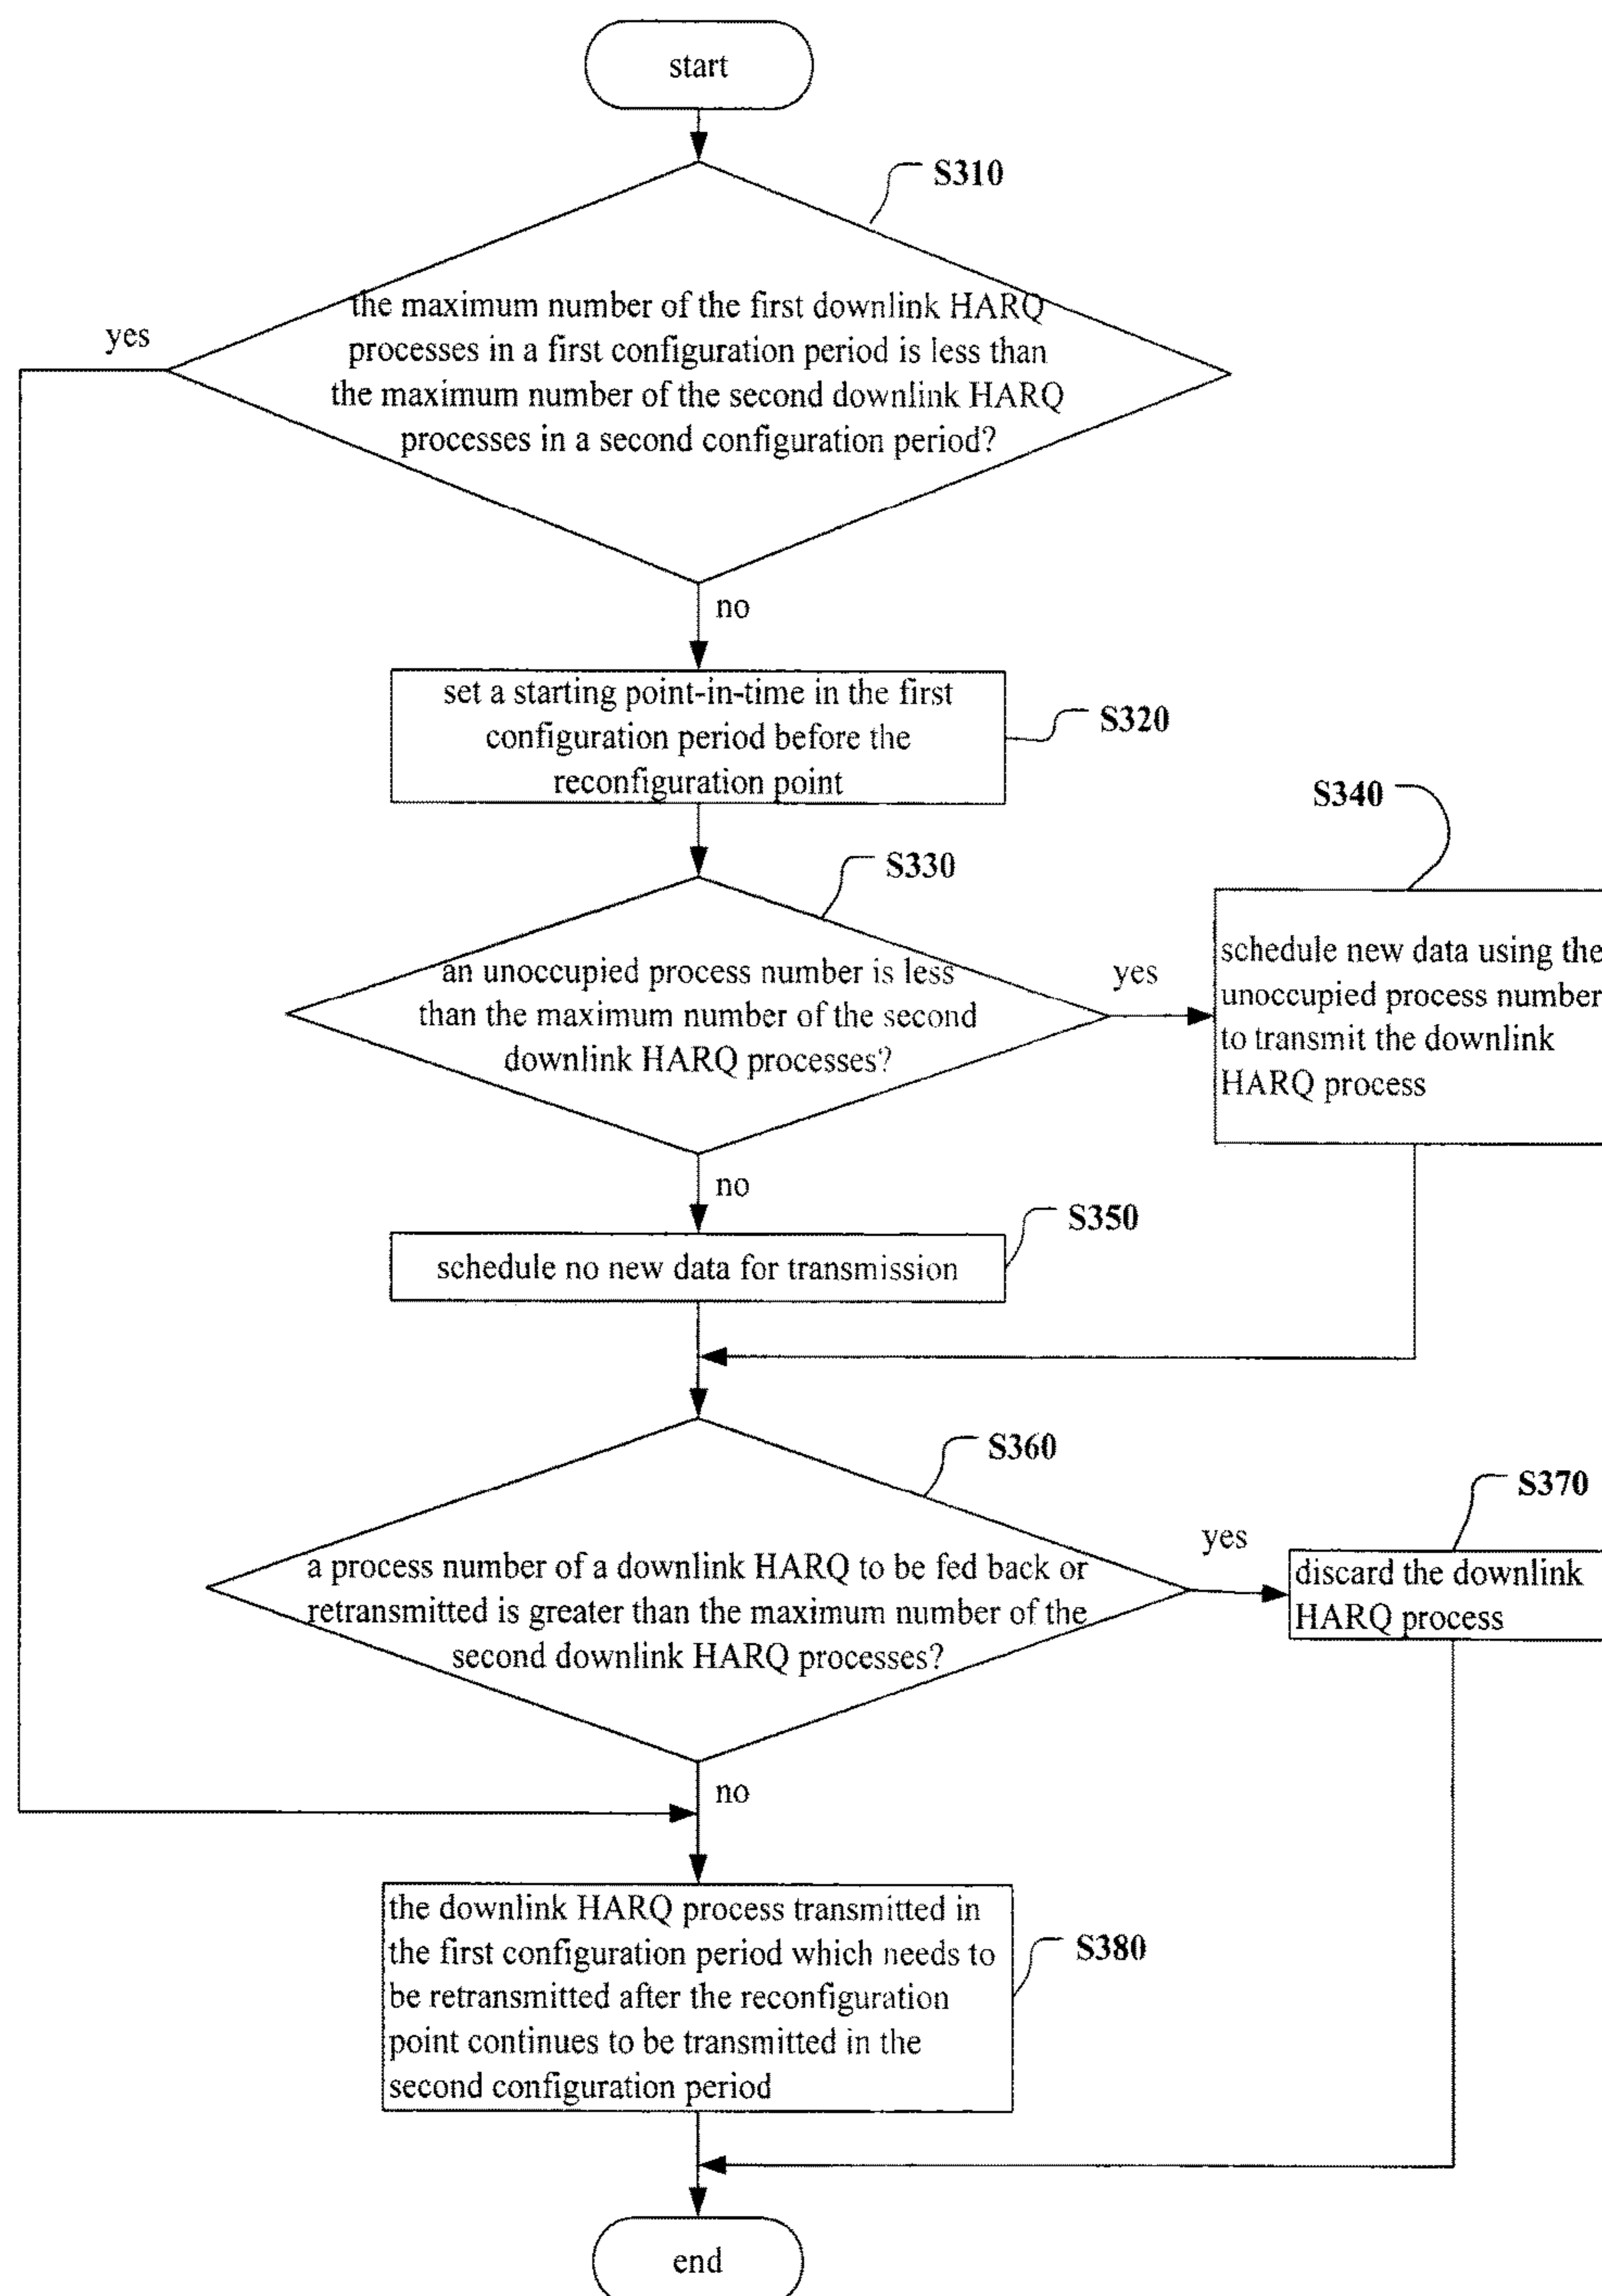 start
S310
the maximum number of the first downlink HARQ
processes in a first configuration period is less than
the maximum number of the second downlink HARQ
processes in a second configuration period?
yes
no
set a starting point-in-time in the first
configuration period before the
reconfiguration point
S320
S330
an unoccupied process number is less
than the maximum number of the second
downlink HARQ processes?
yes
S340
schedule new data using the
unoccupied process number
to transmit the downlink
HARQ process
no
S350
schedule no new data for transmission
S360
a process number of a downlink HARQ to be fed back or
retransmitted is greater than the maximum number of the
second downlink HARQ processes?
yes
S370
discard the downlink
HARQ process
no
the downlink HARQ process transmitted in
the first configuration period which needs to
be retransmitted after the reconfiguration
point continues to be transmitted in the
second configuration period
S380
end